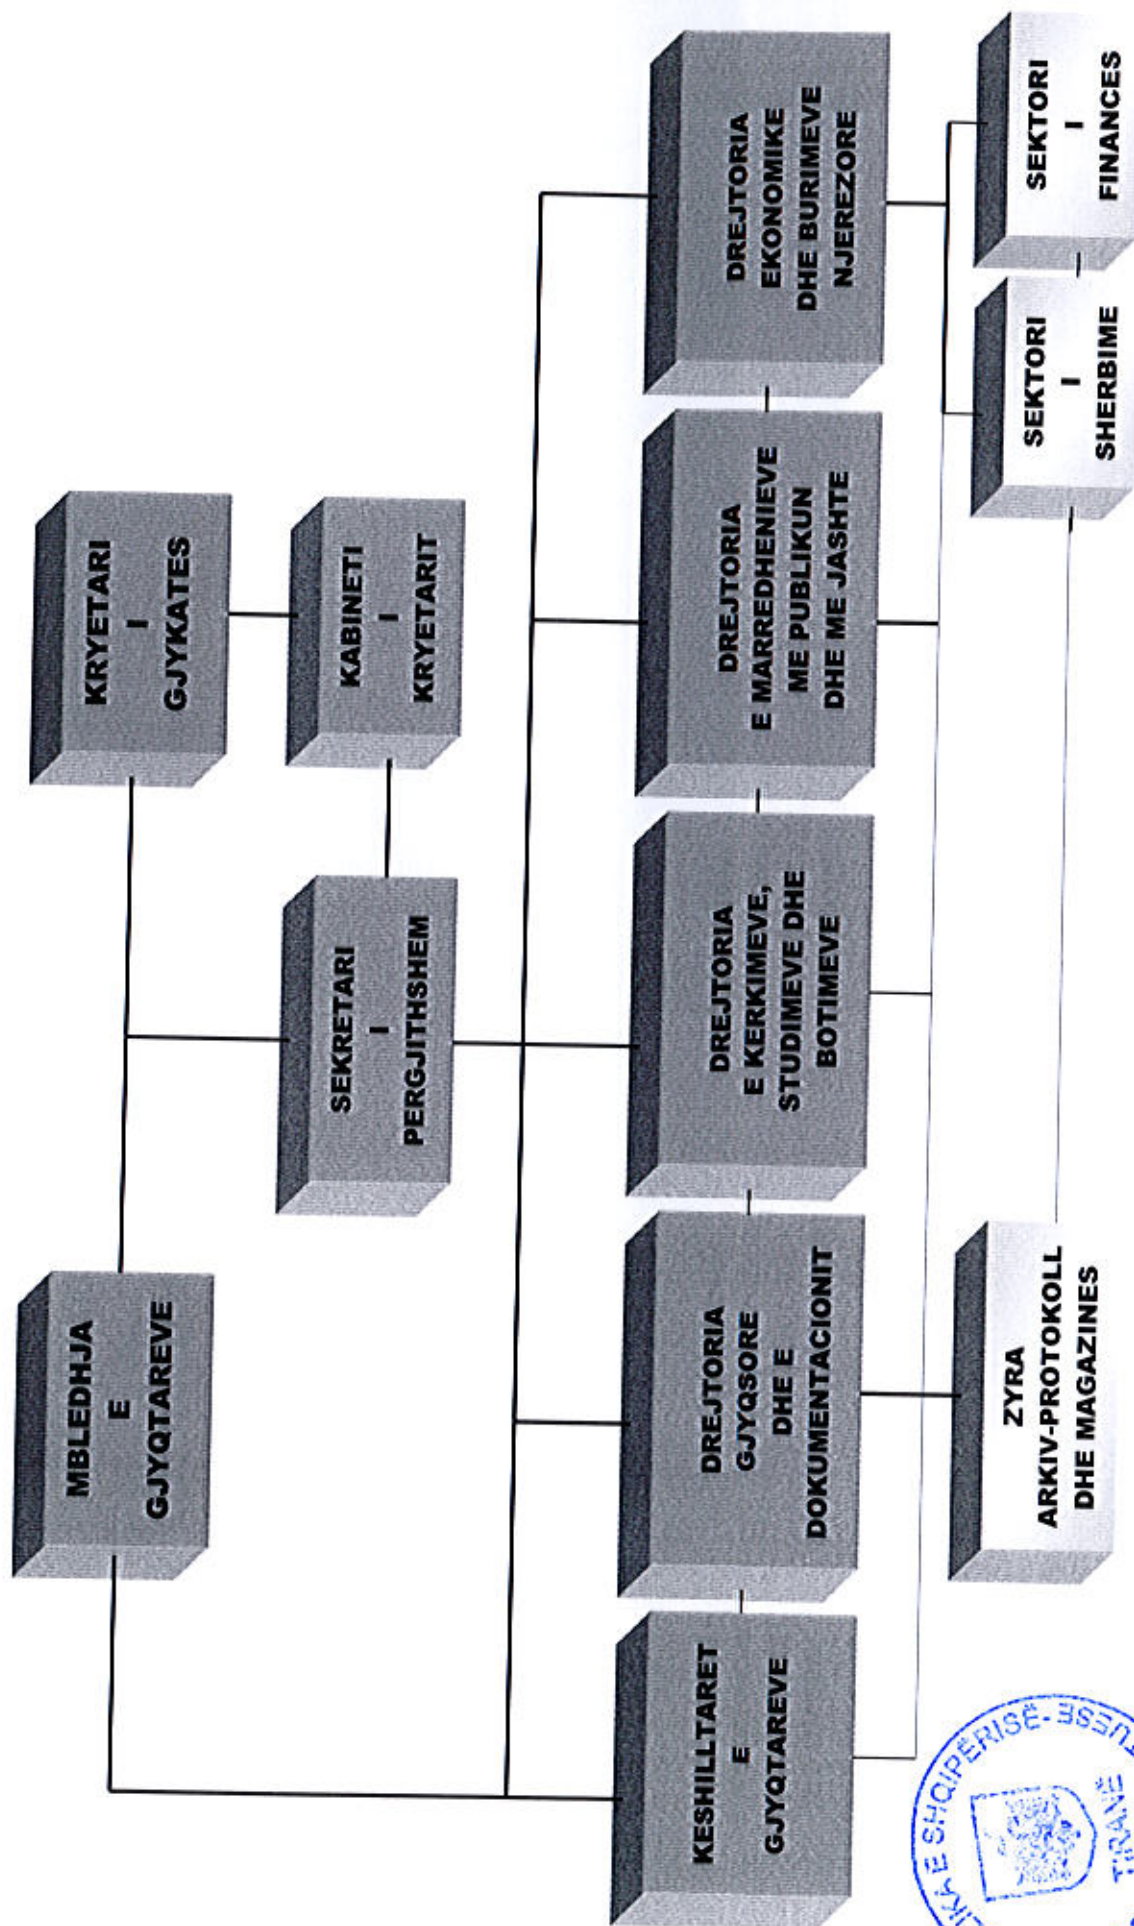 MBLEDHJA
E
GJYQTAREVE
KRYETARI
I
GJYKATES
SEKRETARI
I
PERGJITHSHEM
KABINETI
I
KRYETARIT
KESHILLTARET
E
GJYQTAREVE
DREJTORIA
GJYQSORE
DHE E
DOKUMENTACIONIT
DREJTORIA
E KERKIMEVE,
STUDIMEVE DHE
BOTIMEVE
DREJTORIA
E MARREDHENIEVE
ME PUBLIKUN
DHE ME JASHTE
DREJTORIA
EKONOMIKE
DHE BURIMEVE
NJEREZORE
ZYRA
ARKIV-PROTOKOLL
DHE MAGAZINES
SEKTORI
I
SHERBIME
SEKTORI
I
FINANCES
E SHQIPËRISË-
TIRANË